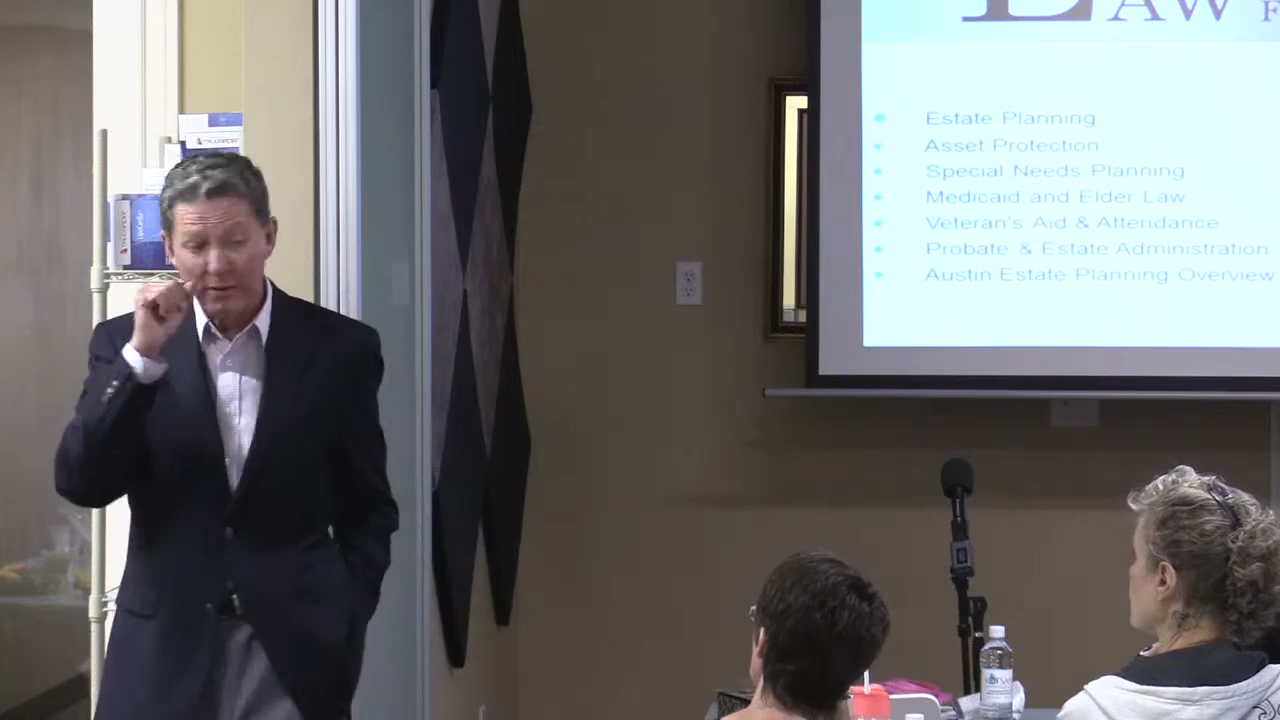 LAW F
Estate Planning
Asset Protection
Special Needs Planning
Medicaid and Elder Law
Veteran's Aid & Attendance
Probate & Estate Administration
Austin Estate Planning Overview